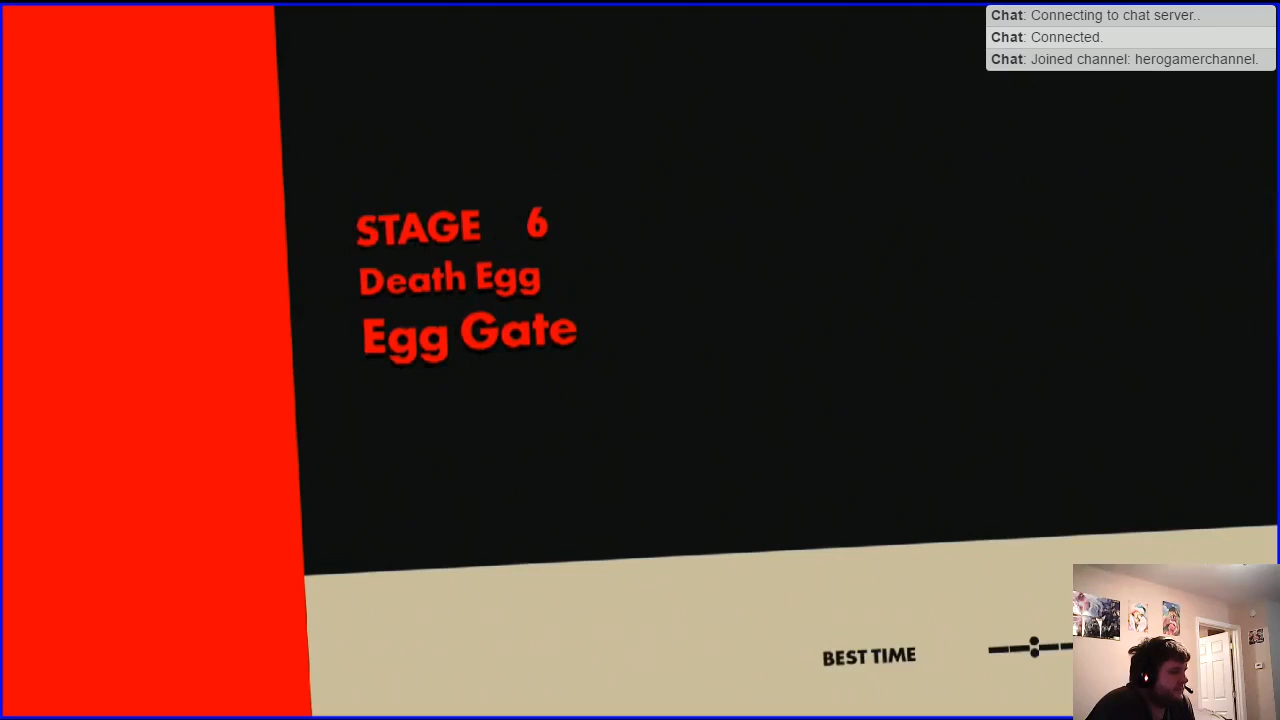 Chat: Connecting to chat server..
Chat: Connected.
Chat: Joined channel: herogamerchannel.
STAGE 6
Death Egg
Egg Gate
BEST TIME